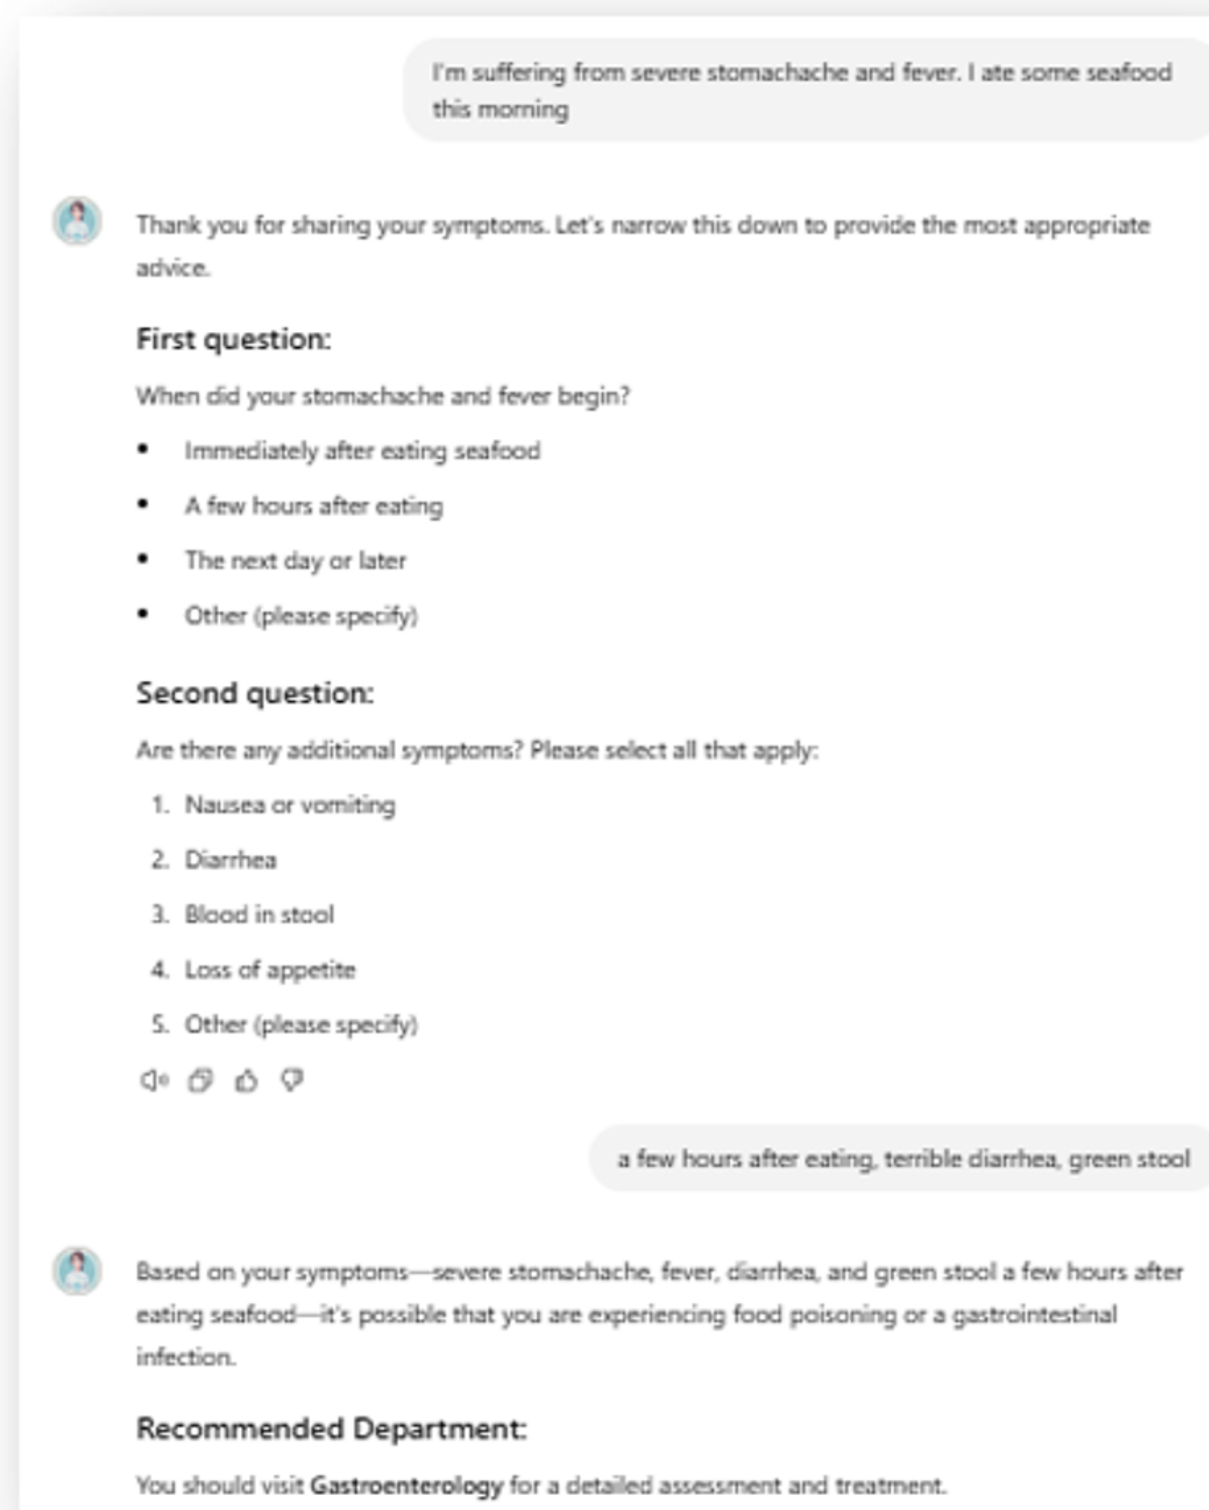 I'm suffering from severe stomachache and fever. I ate some seafood
this morning
Thank you for sharing your symptoms. Let's narrow this down to provide the most appropriate
advice.
First question:
When did your stomachache and fever begin?
• Immediately after eating seafood
• A few hours after eating
• The next day or later
• Other (please specify)
Second question:
Are there any additional symptoms? Please select all that apply:
1. Nausea or vomiting
2. Diarrhea
3. Blood in stool
4. Loss of appetite
5. Other (please specify)
a few hours after eating, terrible diarrhea, green stool
Based on your symptoms—severe stomachache, fever, diarrhea, and green stool a few hours after
eating seafood—it's possible that you are experiencing food poisoning or a gastrointestinal
infection.
Recommended Department:
You should visit Gastroenterology for a detailed assessment and treatment.